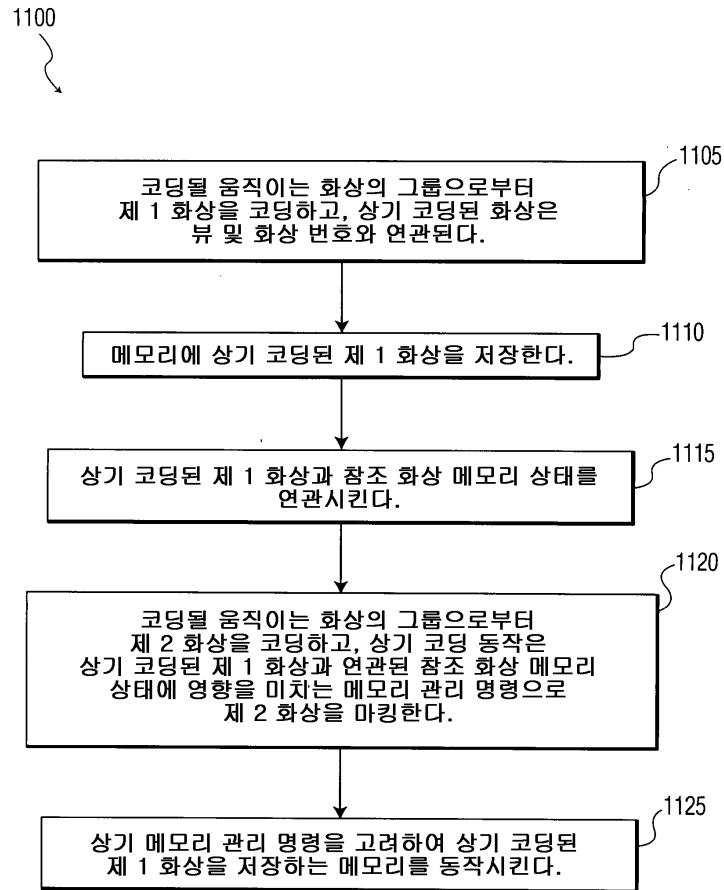 1100
1105
코딩될 움직이는 화상의 그룹으로부터
제 1 화상을 코딩하고, 상기 코딩된 화상은
뷰 및 화상 번호와 연관된다.
1110
메모리에 상기 코딩된 제 1 화상을 저장한다.
1115
상기 코딩된 제 1 화상과 참조 화상 메모리 상태를
연관시킨다.
1120
코딩될 움직이는 화상의 그룹으로부터
제 2 화상을 코딩하고, 상기 코딩 동작은
상기 코딩된 제 1 화상과 연관된 참조 화상 메모리
상태에 영향을 미치는 메모리 관리 명령으로
제 2 화상을 마킹한다.
1125
상기 메모리 관리 명령을 고려하여 상기 코딩된
제 1 화상을 저장하는 메모리를 동작시킨다.